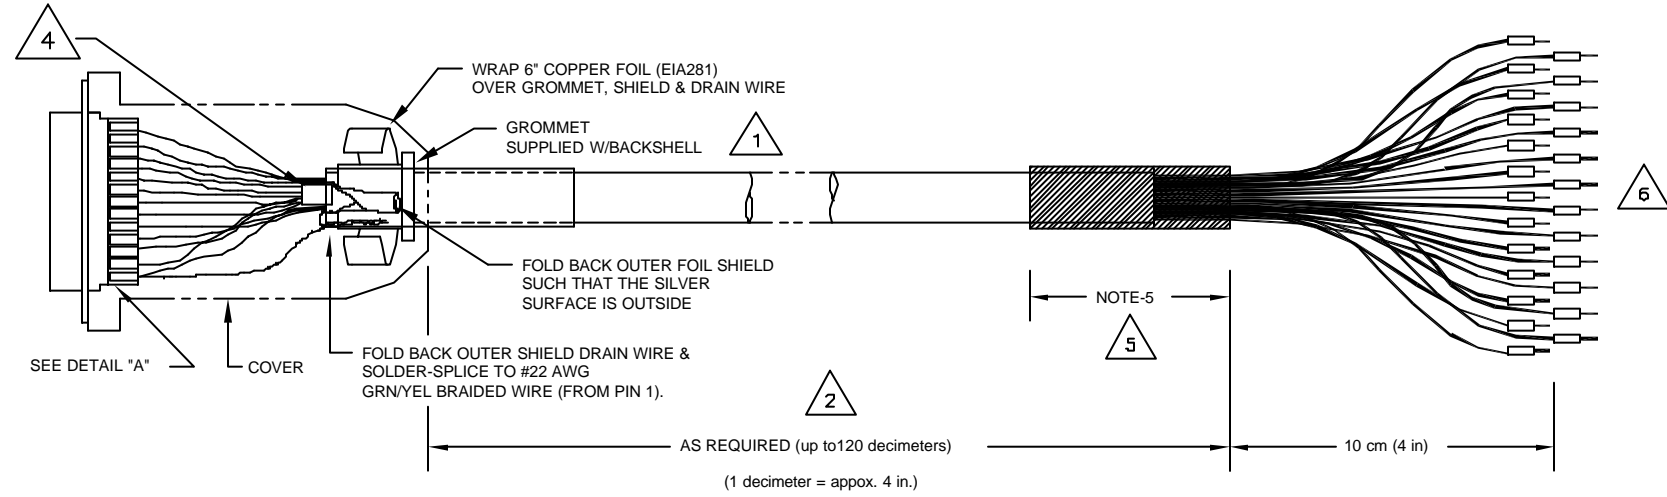 4
WRAP 6" COPPER FOIL (EIA281)
OVER GROMMET, SHIELD & DRAIN WIRE
GROMMET
SUPPLIED W/BACKSHELL
1
6
FOLD BACK OUTER FOIL SHIELD
SUCH THAT THE SILVER
SURFACE IS OUTSIDE
NOTE-5
5
SEE DETAIL "A"
COVER
FOLD BACK OUTER SHIELD DRAIN WIRE &
SOLDER-SPLICE TO #22 AWG
GRN/YEL BRAIDED WIRE (FROM PIN 1).
2
AS REQUIRED (up to120 decimeters)
10 cm (4 in)
(1 decimeter = appox. 4 in.)